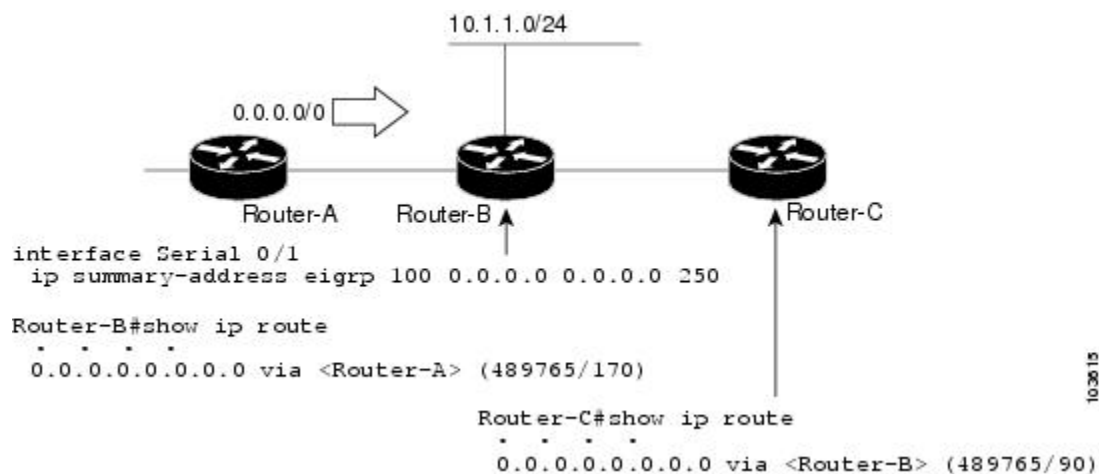 10.1.1.0/24
0.0.0.0/0
Router-A
Router-B
Router-C
interface Serial 0/1
ip summary-address eigrp 100 0.0.0.0 0.0.0.0 250
Router-B#show ip route
. . . .
0.0.0.0.0.0.0.0 via <Router-A> (489765/170)
Router-C#show ip route
. . . .
0.0.0.0.0.0.0.0 via <Router-B> (489765/90)
103615